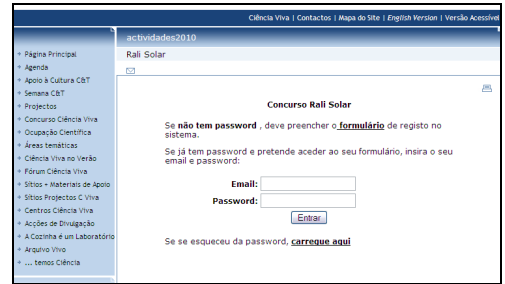 Ciência Viva | Contactos | Mapa do Site | English Version | Versão Acessível
actividades2010
Rali Solar
Página Principal
Agenda
Apoio à Cultura C&T
Semana C&T
Projectos
Concurso Ciência Viva
Ocupação Científica
Áreas temáticas
Ciência Viva no Verão
Fórum Ciência Viva
Sítios + Materiais de Apoio
Sítios Projectos C Viva
Centros Ciência Viva
Acções de Divulgação
A Cozinha é um Laboratório
Arquivo Vivo
... temos Ciência
Concurso Rali Solar
Se não tem password , deve preencher o formulário de registo no
sistema.
Se já tem password e pretende aceder ao seu formulário, insira o seu
email e password:
Email:
Password:
Entrar
Se se esqueceu da password, carregue aqui